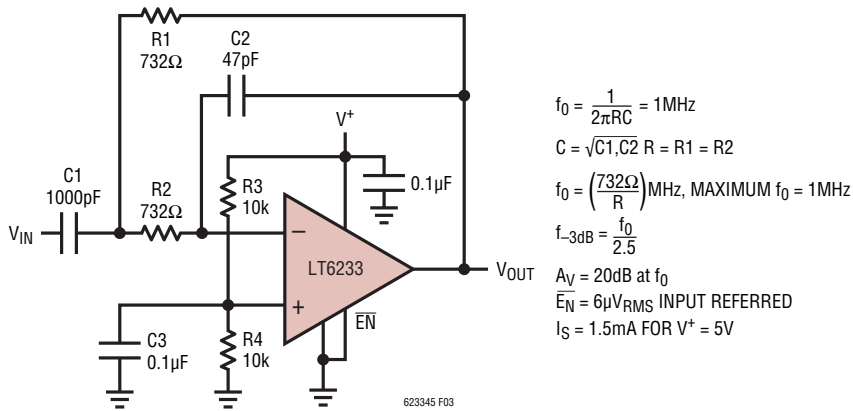 R1
732Ω
C2
47pF
V+
C1
1000pF
R2
732Ω
R3
10k
0.1µF
VIN
−
LT6233
+
EN
VOUT
C3
0.1µF
R4
10k
623345 F03
f0 = 1/2πRC = 1MHz
C = √C1,C2 R = R1 = R2
f0 = (732Ω/R) MHz, MAXIMUM f0 = 1MHz
f–3dB = f0/2.5
AV = 20dB at f0
EN = 6µVRMS INPUT REFERRED
IS = 1.5mA FOR V+ = 5V